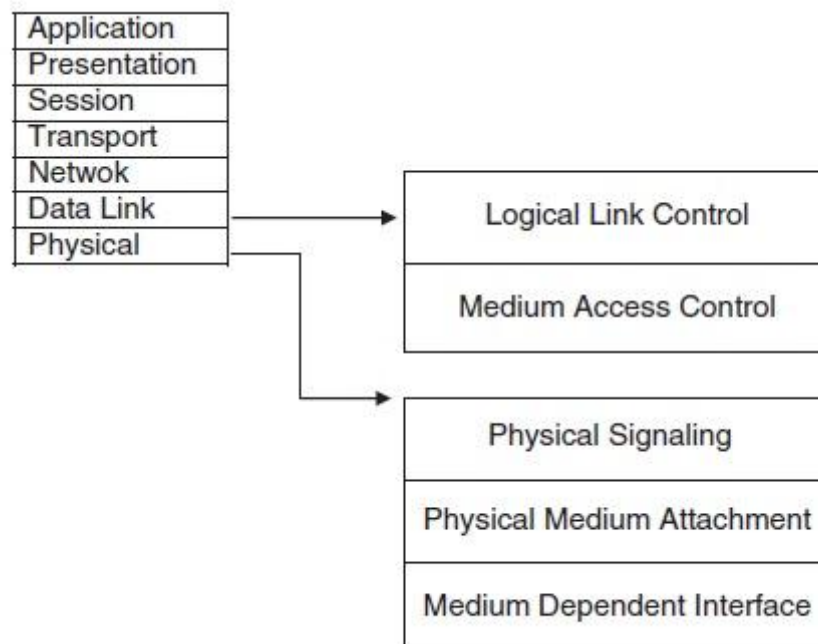 Application
Presentation
Session
Transport
Netwok
Data Link
Physical
Logical Link Control
Medium Access Control
Physical Signaling
Physical Medium Attachment
Medium Dependent Interface